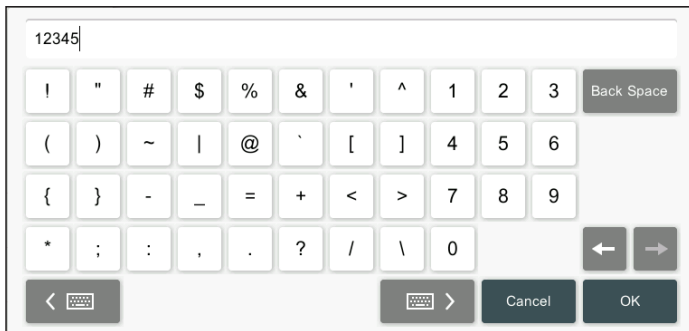 12345
! " # $ % & ' ^ 1 2 3 Back Space
( ) ~ | @ ` [ ] 4 5 6
{ } - _ = + < > 7 8 9
* ; : , . ? / \ 0 ← →
< > Cancel OK